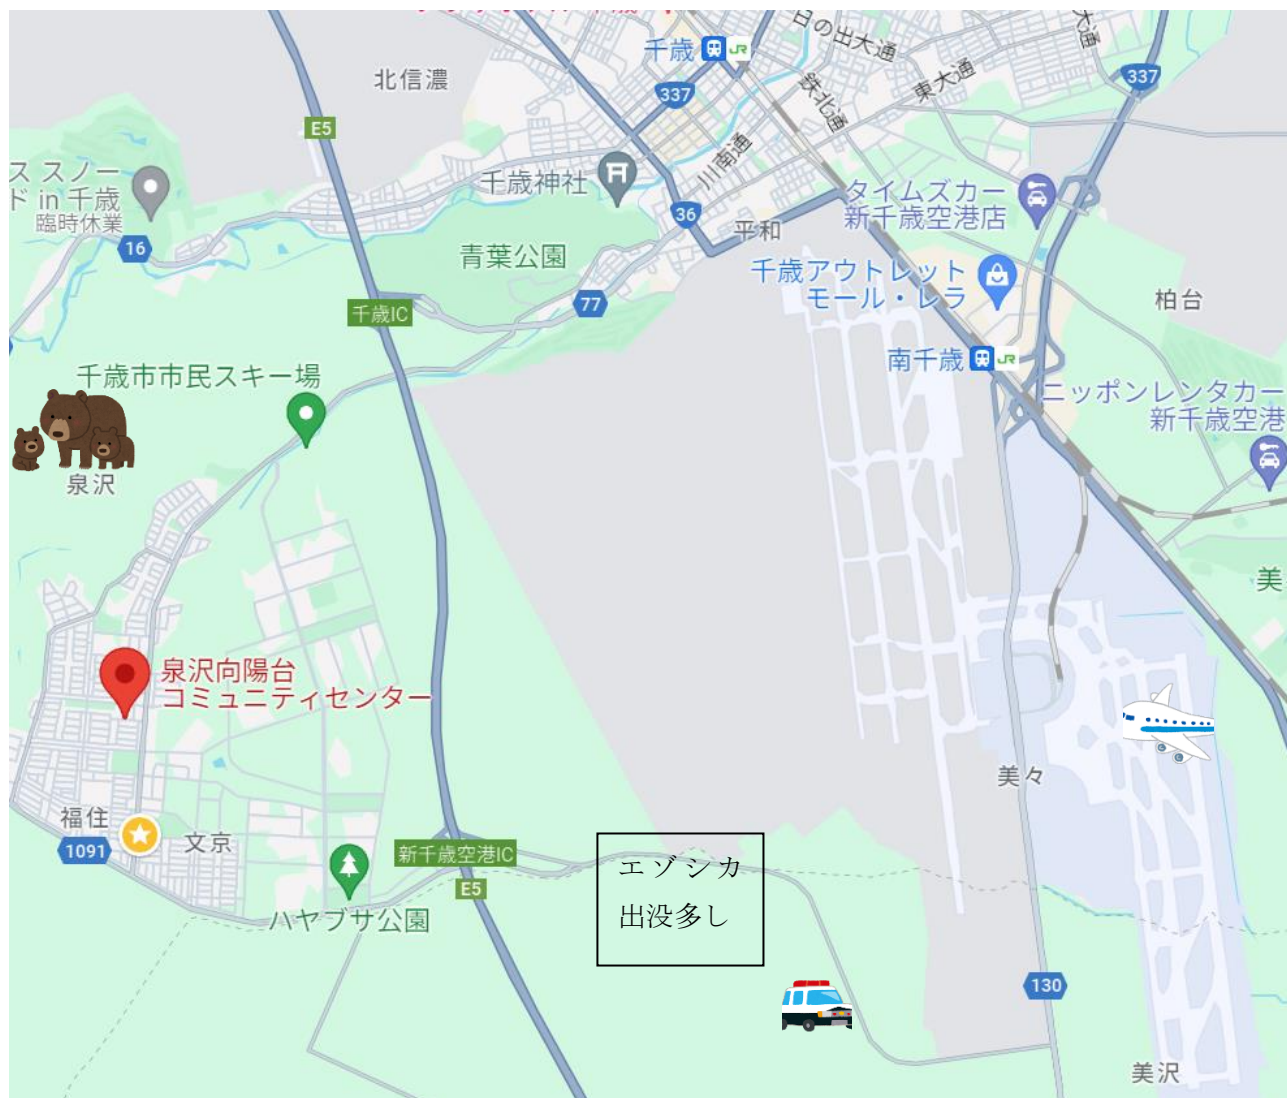 千歳
JR
日の出大通
大通
337
東大通
鉄北通
337
北信濃
E5
川南通
千歳神社
ス スノー
ド in 千歳
臨時休業
タイムズカー
新千歳空港店
36
平和
16
青葉公園
千歳アウトレット
モール・レラ
柏台
77
千歳IC
南千歳
JR
千歳市市民スキー場
ニッポンレンタカー
新千歳空港
泉沢
美
泉沢向陽台
コミュニティセンター
美々
福住
文京
1091
新千歳空港IC
E5
エゾシカ
出没多し
ハヤブサ公園
130
美沢